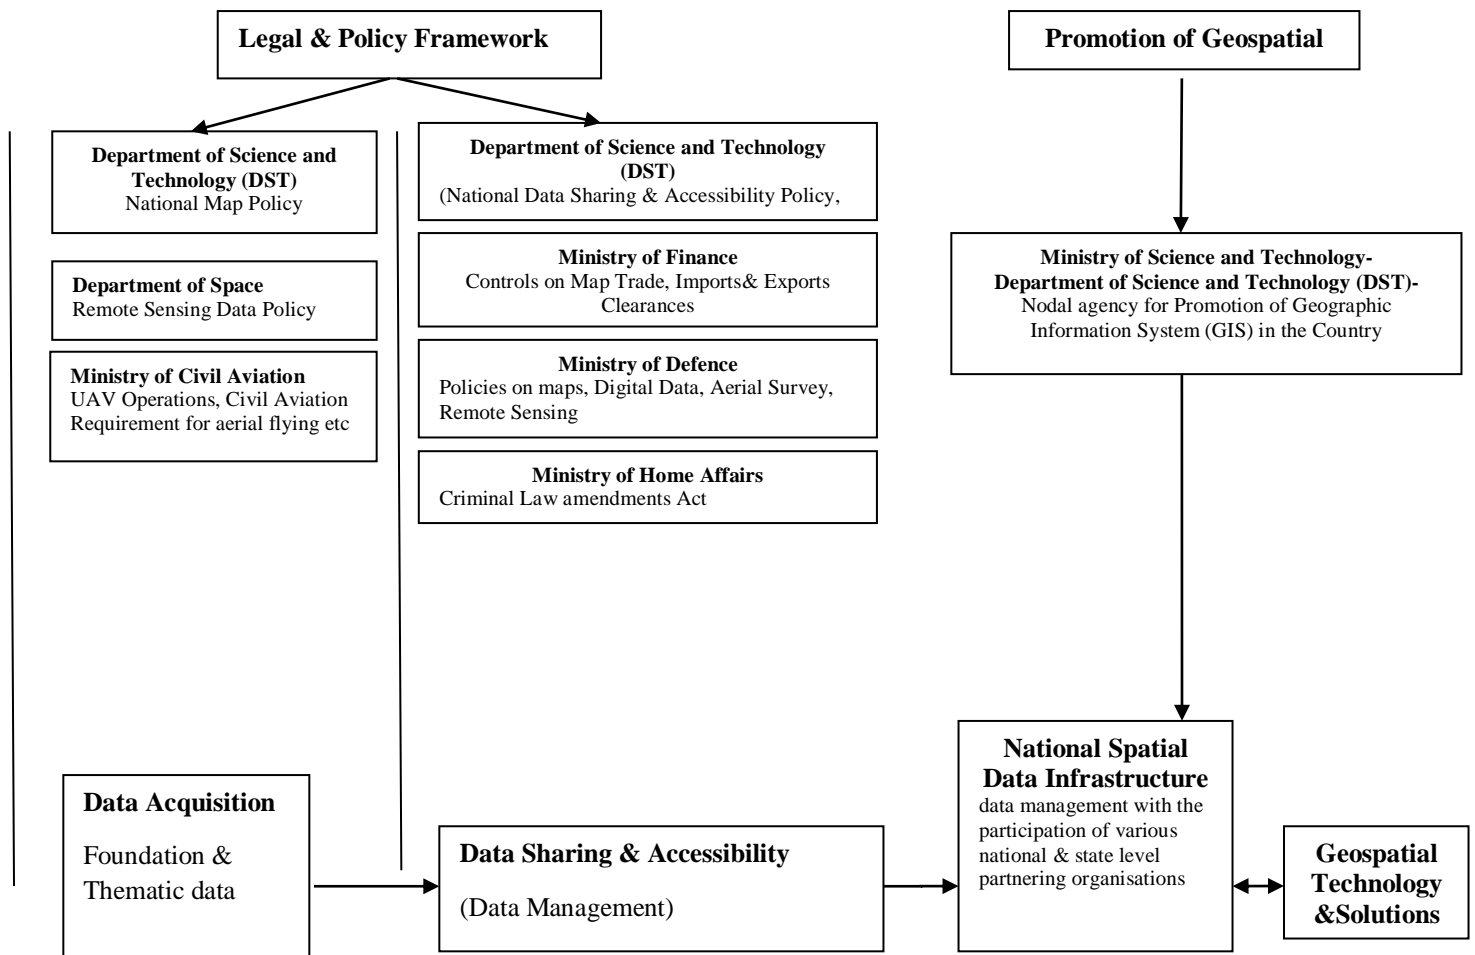 Legal & Policy Framework
Promotion of Geospatial
Department of Science and
Technology (DST)
National Map Policy
Department of Space
Remote Sensing Data Policy
Ministry of Civil Aviation
UAV Operations, Civil Aviation
Requirement for aerial flying etc
Department of Science and Technology
(DST)
(National Data Sharing & Accessibility Policy,
Ministry of Finance
Controls on Map Trade, Imports& Exports
Clearances
Ministry of Defence
Policies on maps, Digital Data, Aerial Survey,
Remote Sensing
Ministry of Home Affairs
Criminal Law amendments Act
Ministry of Science and Technology-
Department of Science and Technology (DST)-
Nodal agency for Promotion of Geographic
Information System (GIS) in the Country
Data Acquisition
Foundation &
Thematic data
Data Sharing & Accessibility
(Data Management)
National Spatial
Data Infrastructure
data management with the
participation of various
national & state level
partnering organisations
Geospatial
Technology
&Solutions